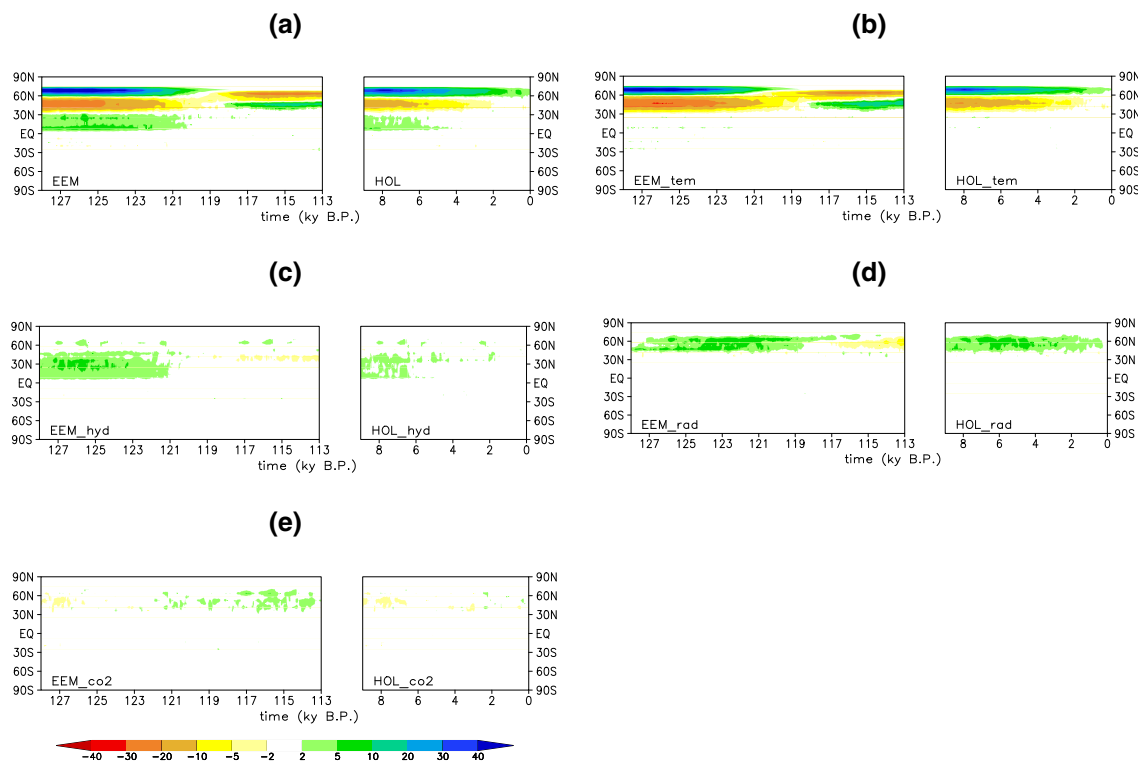 (a)
(b)
90N
60N
30N
EQ
30S
60S
90S
EEM
127 125 123 121 119 117 115 113
HOL
8 6 4 2 0
90N
60N
30N
EQ
30S
60S
90S
time (ky B.P.)
90N
60N
30N
EQ
30S
60S
90S
EEM_tem
127 125 123 121 119 117 115 113
HOL_tem
8 6 4 2 0
90N
60N
30N
EQ
30S
60S
90S
time (ky B.P.)
(c)
(d)
90N
60N
30N
EQ
30S
60S
90S
EEM_hyd
127 125 123 121 119 117 115 113
HOL_hyd
8 6 4 2 0
90N
60N
30N
EQ
30S
60S
90S
time (ky B.P.)
90N
60N
30N
EQ
30S
60S
90S
EEM_rad
127 125 123 121 119 117 115 113
HOL_rad
8 6 4 2 0
90N
60N
30N
EQ
30S
60S
90S
time (ky B.P.)
(e)
90N
60N
30N
EQ
30S
60S
90S
EEM_co2
127 125 123 121 119 117 115 113
HOL_co2
8 6 4 2 0
90N
60N
30N
EQ
30S
60S
90S
time (ky B.P.)
−40 −30 −20 −10 −5 −2 2 5 10 20 30 40